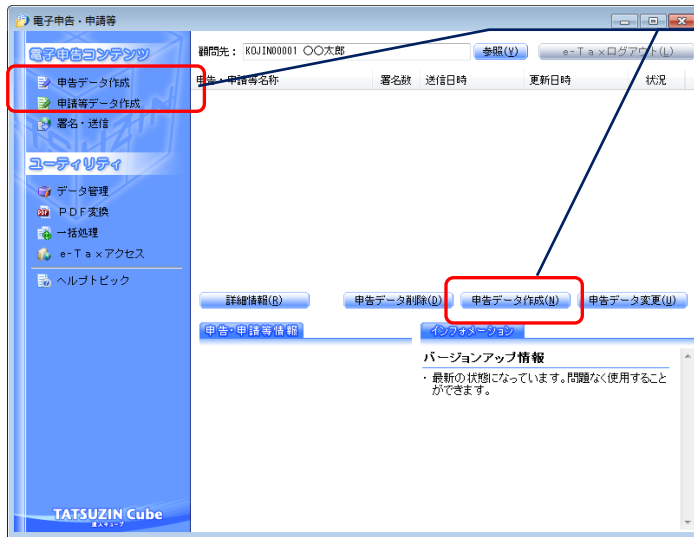 電子申告・申請等
電子申告コンテンツ
申告データ作成
申請等データ作成
署名・送信
ユーティリティ
データ管理
PDF変換
一括処理
e-Taxアクセス
ヘルプトピック
TATSUZIN Cube
達人キューブ
顧問先： KOJIN00001 〇〇太郎 参照(V) e-Taxログアウト(L)
申告・申請等名称 署名数 送信日時 更新日時 状況
詳細情報(R) 申告データ削除(D) 申告データ作成(N) 申告データ変更(U)
申告・申請等情報 インフォメーション
バージョンアップ情報
・最新の状態になっています。問題なく使用すること
ができます。